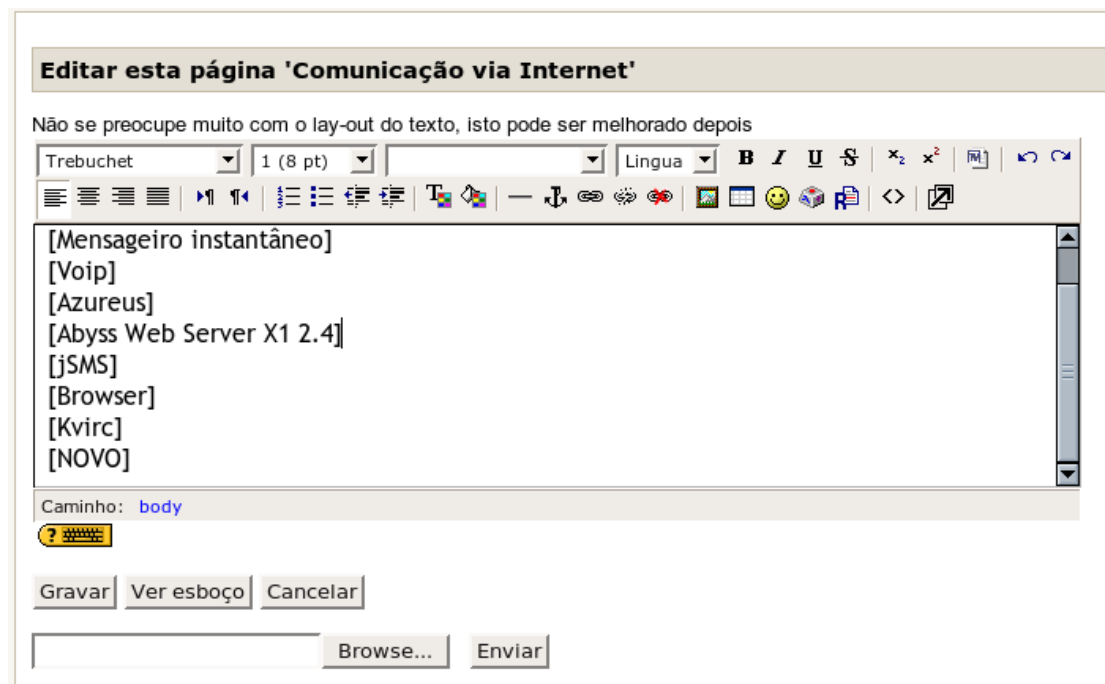 Editar esta página 'Comunicação via Internet'
Não se preocupe muito com o lay-out do texto, isto pode ser melhorado depois
Trebuchet 1 (8 pt) Lingua B I U S x₂ x²
[Mensageiro instantâneo]
[Voip]
[Azureus]
[Abyss Web Server X1 2.4]
[jSMS]
[Browser]
[Kvirc]
[NOVO]
Caminho: body
?
Gravar Ver esboço Cancelar
Browse... Enviar